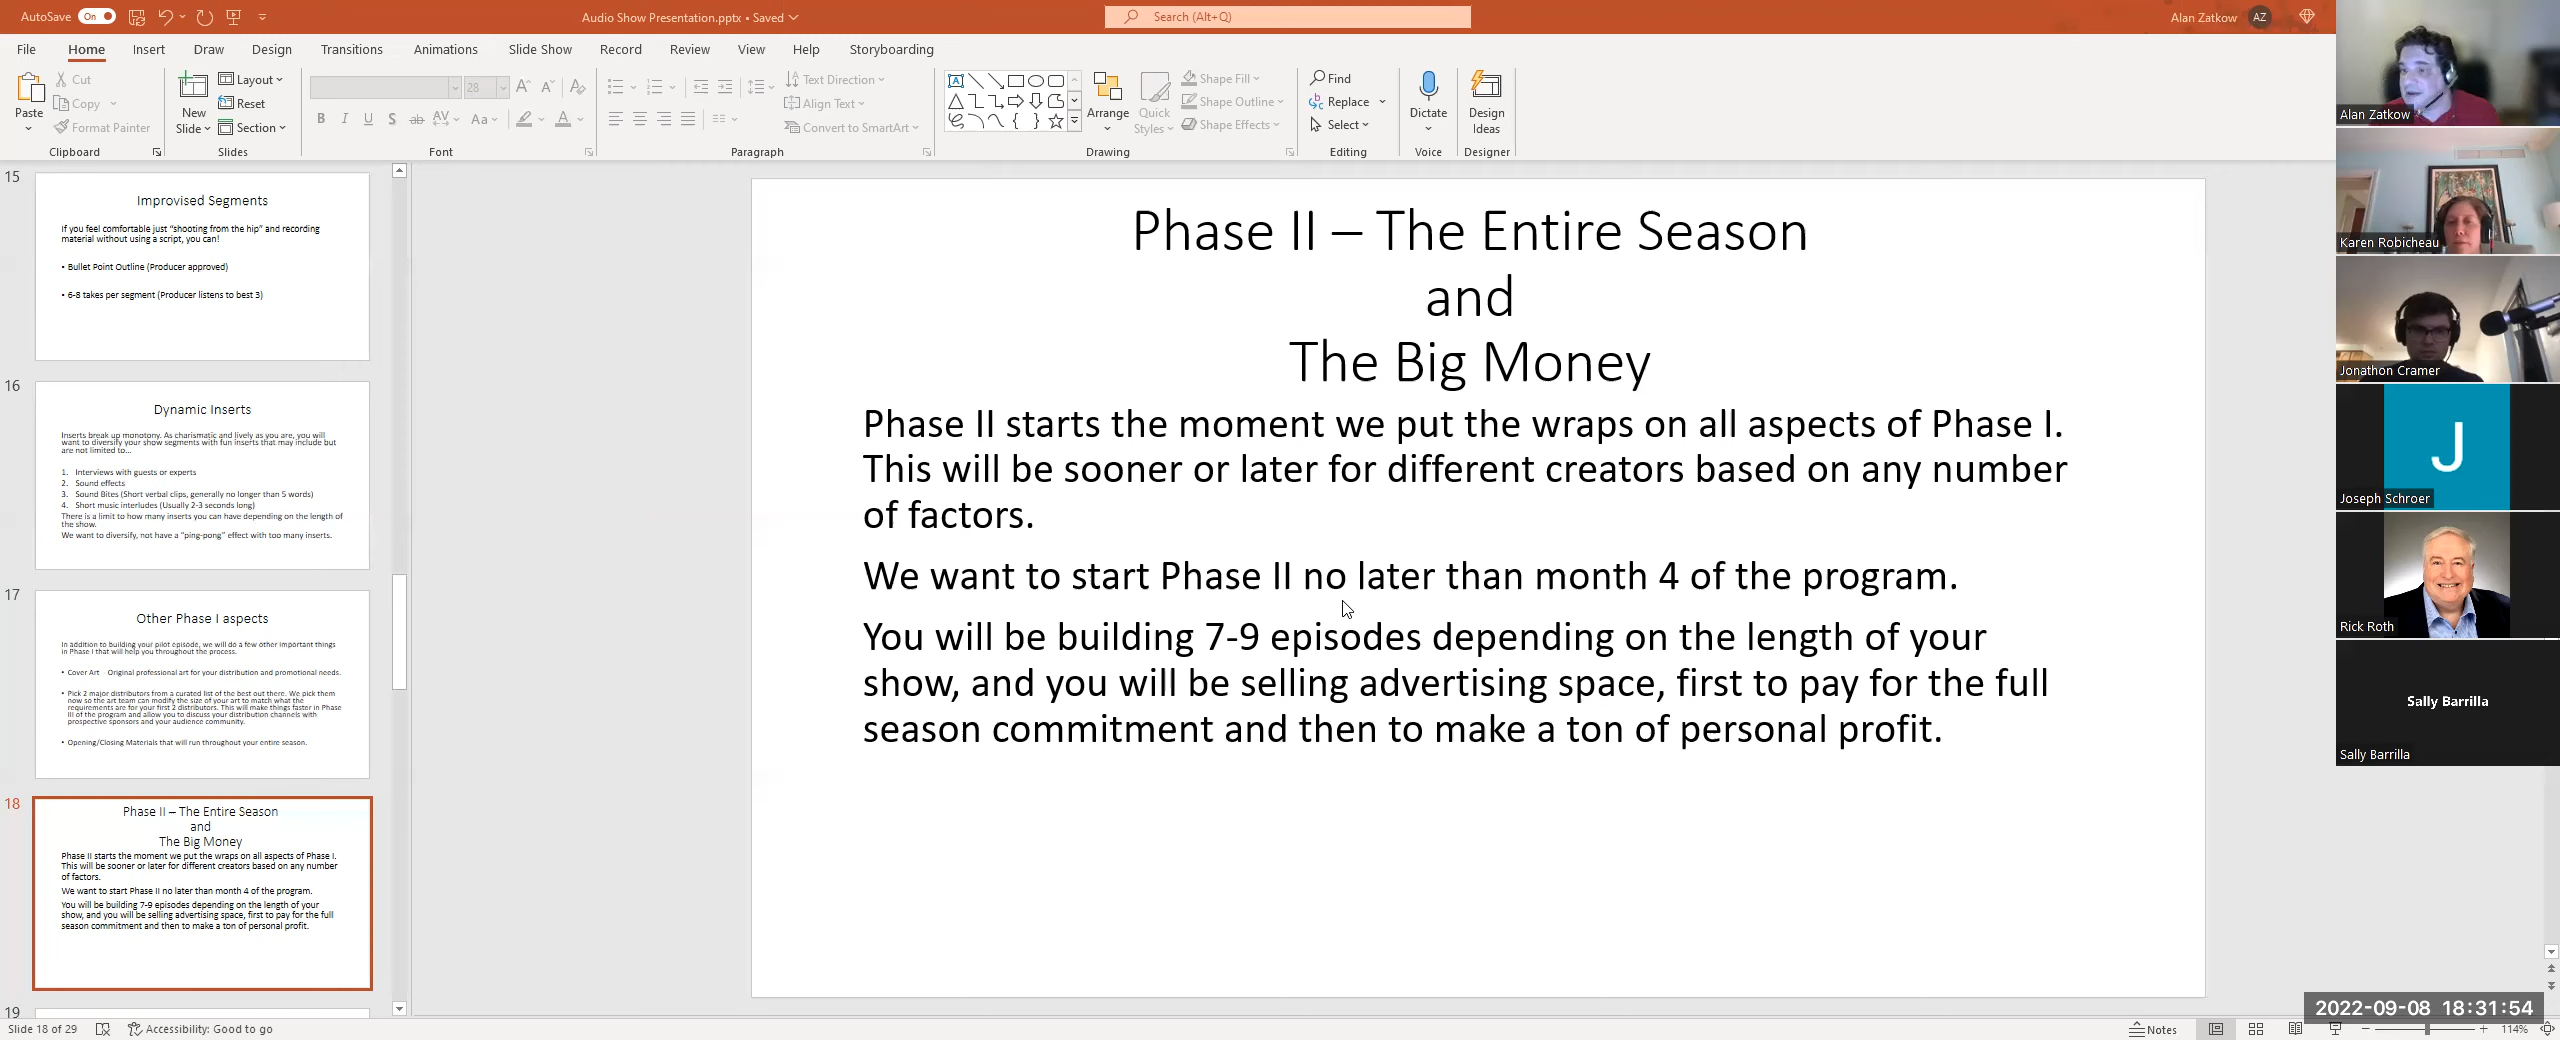 AutoSave On
Audio Show Presentation.pptx • Saved
Search (Alt+Q)
Alan Zatkow AZ
File Home Insert Draw Design Transitions Animations Slide Show Record Review View Help Storyboarding
Paste
Cut
Copy
Format Painter
Clipboard
New
Slide
Layout
Reset
Section
Slides
28
Font
Text Direction
Align Text
Convert to SmartArt
Paragraph
Arrange
Quick
Styles
Shape Fill
Shape Outline
Shape Effects
Drawing
Find
Replace
Select
Editing
Dictate
Voice
Design
Ideas
Designer
15
Improvised Segments
If you feel comfortable just “shooting from the hip” and recording
material without using a script, you can!
• Bullet Point Outline (Producer approved)
• 6-8 takes per segment (Producer listens to best 3)
16
Dynamic Inserts
Inserts break up monotony. As charismatic and lively as you are, you will
want to diversify your show segments with fun inserts that may include but
are not limited to...
1. Interviews with guests or experts
2. Sound effects
3. Sound Bites (Short verbal clips, generally no longer than 5 words)
4. Short music interludes (Usually 2-3 seconds long)
There is a limit to how many inserts you can have depending on the length of
the show.
We want to diversify, not have a “ping-pong” effect with too many inserts.
17
Other Phase I aspects
In addition to building your pilot episode, we will do a few other important things
in Phase I that will help you throughout the process.
• Cover Art Original professional art for your distribution and promotional needs.
• Pick 2 major distributors from a curated list of the best out there. We pick them
now so the art team can modify the size of your art to match what the
requirements are for your first 2 distributors. This will make things faster in Phase
III of the program and allow you to discuss your distribution channels with
prospective sponsors and your audience community.
• Opening/Closing Materials that will run throughout your entire season.
18
Phase II – The Entire Season
and
The Big Money
Phase II starts the moment we put the wraps on all aspects of Phase I.
This will be sooner or later for different creators based on any number
of factors.
We want to start Phase II no later than month 4 of the program.
You will be building 7-9 episodes depending on the length of your
show, and you will be selling advertising space, first to pay for the full
season commitment and then to make a ton of personal profit.
19
Phase II – The Entire Season
and
The Big Money
Phase II starts the moment we put the wraps on all aspects of Phase I.
This will be sooner or later for different creators based on any number
of factors.
We want to start Phase II no later than month 4 of the program.
You will be building 7-9 episodes depending on the length of your
show, and you will be selling advertising space, first to pay for the full
season commitment and then to make a ton of personal profit.
Alan Zatkow
Karen Robicheau
Jonathon Cramer
J
Joseph Schroer
Rick Roth
Sally Barrilla
Sally Barrilla
2022-09-08 18:31:54
Slide 18 of 29
Accessibility: Good to go
Notes
114%